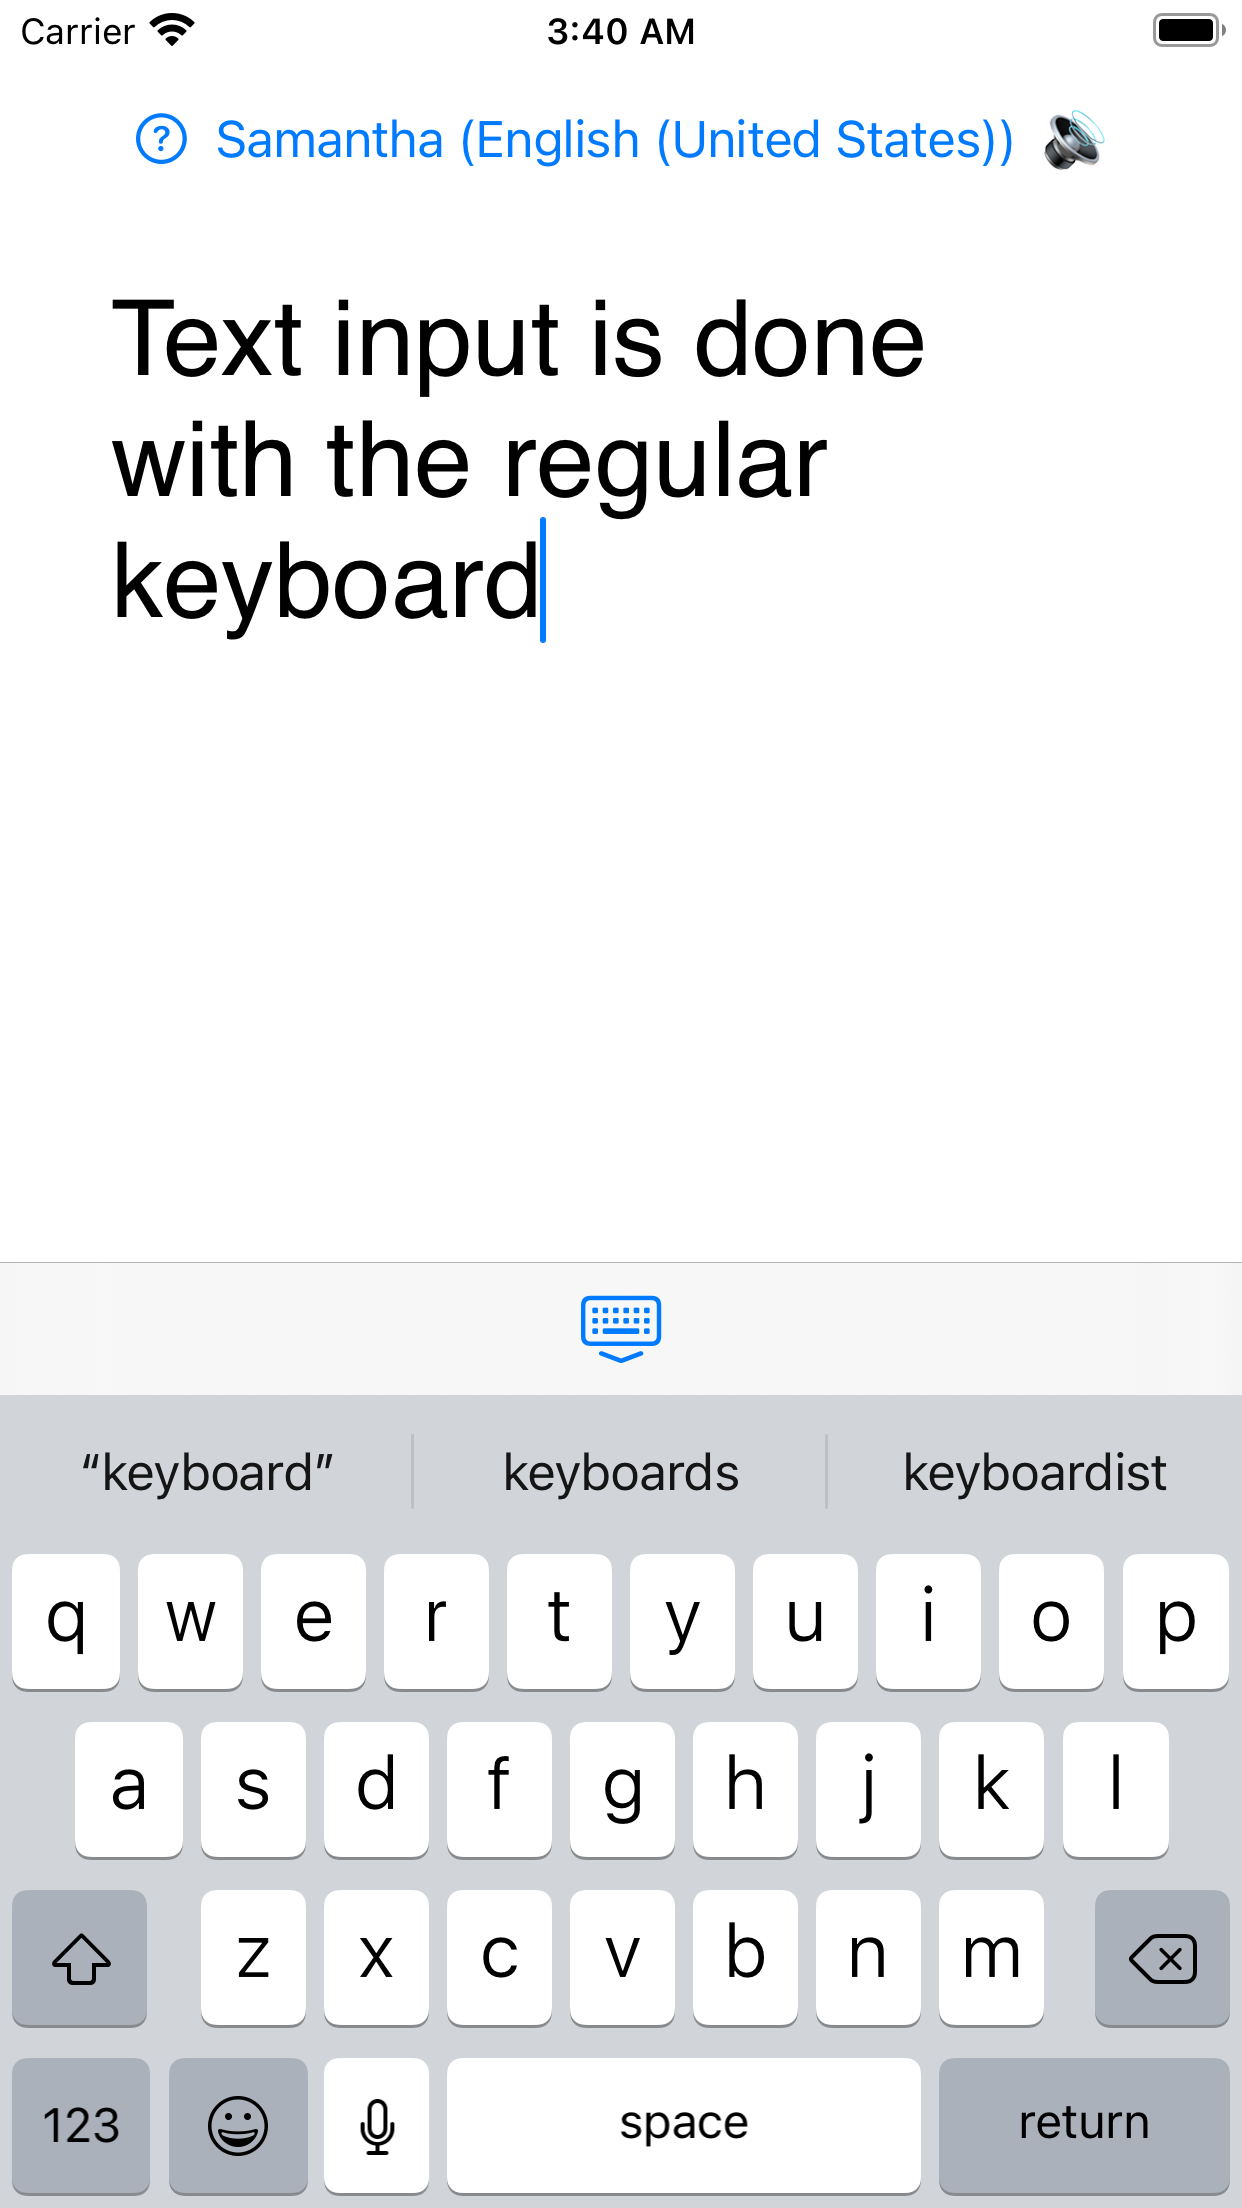 Carrier 3:40 AM
? Samantha (English (United States))
Text input is done
with the regular
keyboard
“keyboard” keyboards keyboardist
q w e r t y u i o p
a s d f g h j k l
z x c v b n m
123 space return